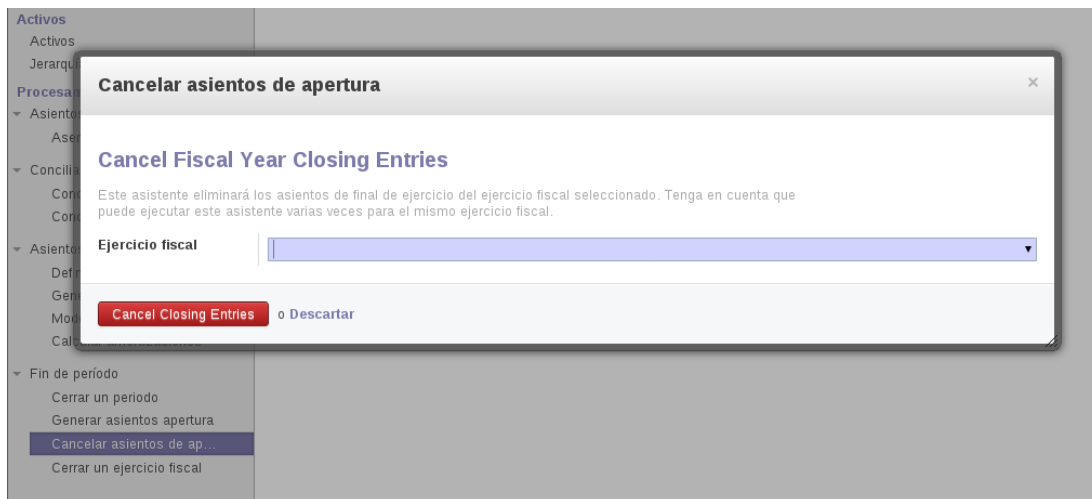 Activos
Activos
Cancelar asientos de apertura
×
Cancel Fiscal Year Closing Entries
Este asistente eliminará los asientos de final de ejercicio del ejercicio fiscal seleccionado. Tenga en cuenta que
puede ejecutar este asistente varias veces para el mismo ejercicio fiscal.
Ejercicio fiscal
Cancel Closing Entries o Descartar
Fin de período
Cerrar un periodo
Generar asientos apertura
Cancelar asientos de ap...
Cerrar un ejercicio fiscal